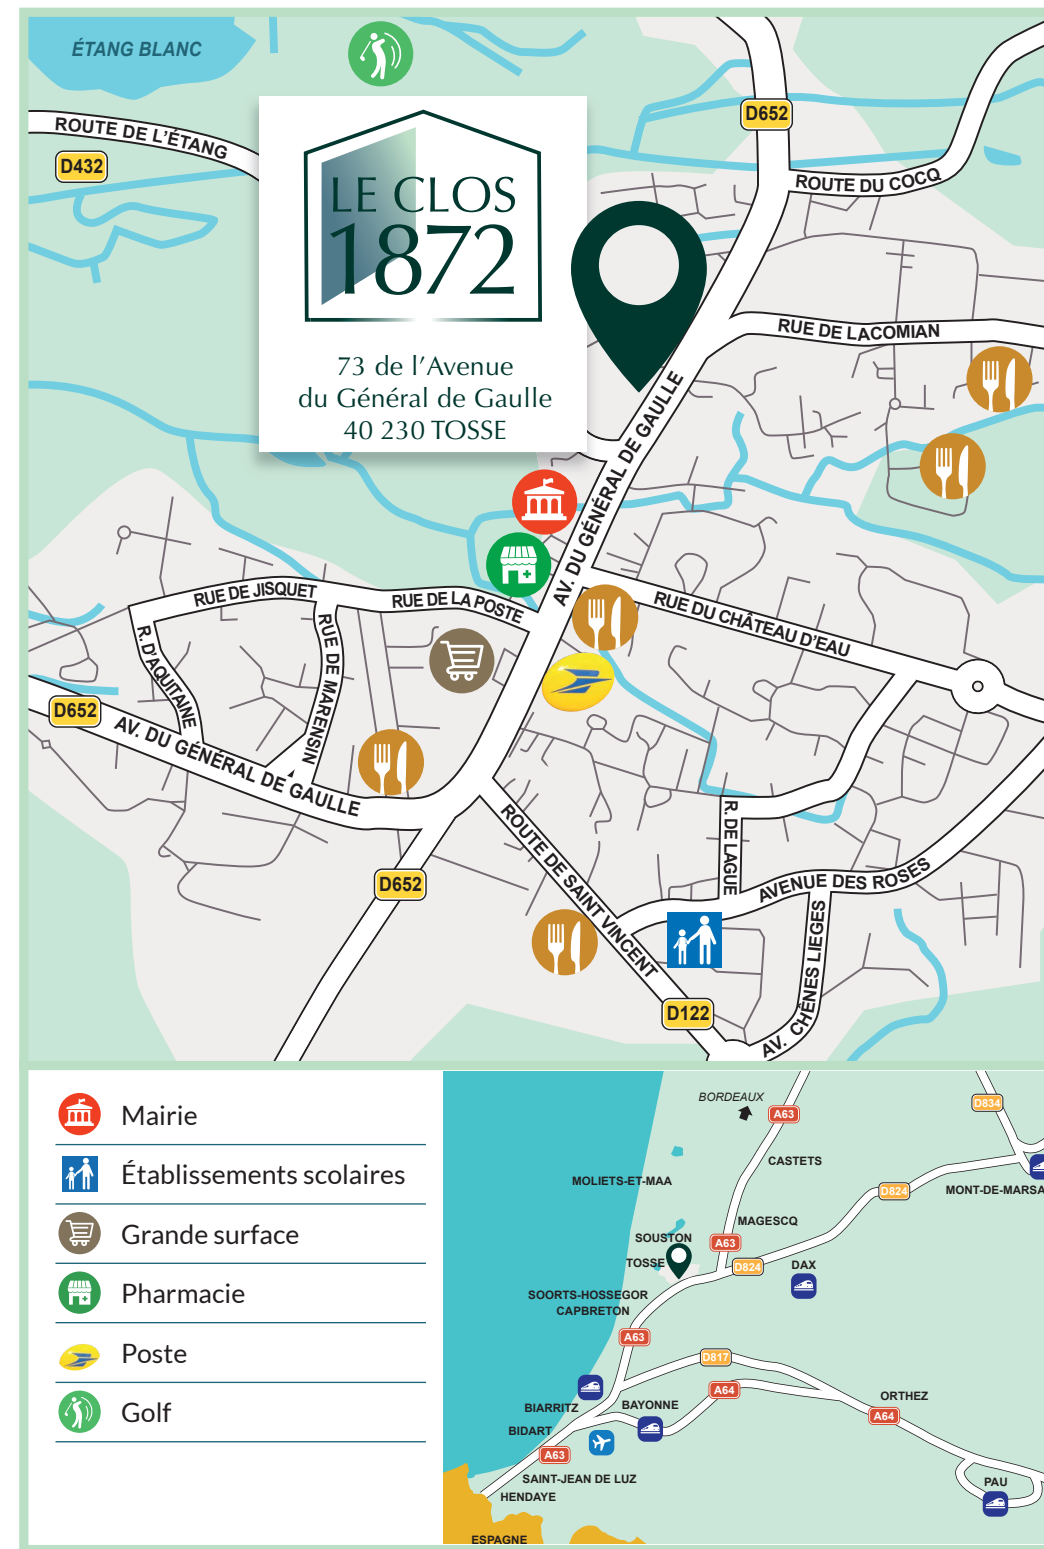 ÉTANG BLANC
ROUTE DE L'ÉTANG
D432
D652
ROUTE DU COCQ
LE CLOS
1872
73 de l'Avenue
du Général de Gaulle
40 230 TOSSE
RUE DE LACOMIAN
AV. DU GÉNÉRAL DE GAULLE
RUE DE JISQUET
RUE DE LA POSTE
RUE DU CHÂTEAU D'EAU
R. D'AQUITAINE
RUE DE MARENSIN
D652
AV. DU GÉNÉRAL DE GAULLE
D652
ROUTE DE SAINT VINCENT
R. DE LAGUE
AVENUE DES ROSES
AV. CHÊNES LIEGES
D122
Mairie
Établissements scolaires
Grande surface
Pharmacie
Poste
Golf
BORDEAUX
A63
D834
CASTETS
MOLIETS-ET-MAA
D824
MONT-DE-MARSA
MAGESCQ
SOUSTON
A63
TOSSE
D824
DAX
SOORTS-HOSSEGOR
CAPBRETON
A63
D817
A64
ORTHEZ
BIARRITZ
BAYONNE
A64
BIDART
A63
SAINT-JEAN DE LUZ
PAU
HENDAYE
ESPAGNE